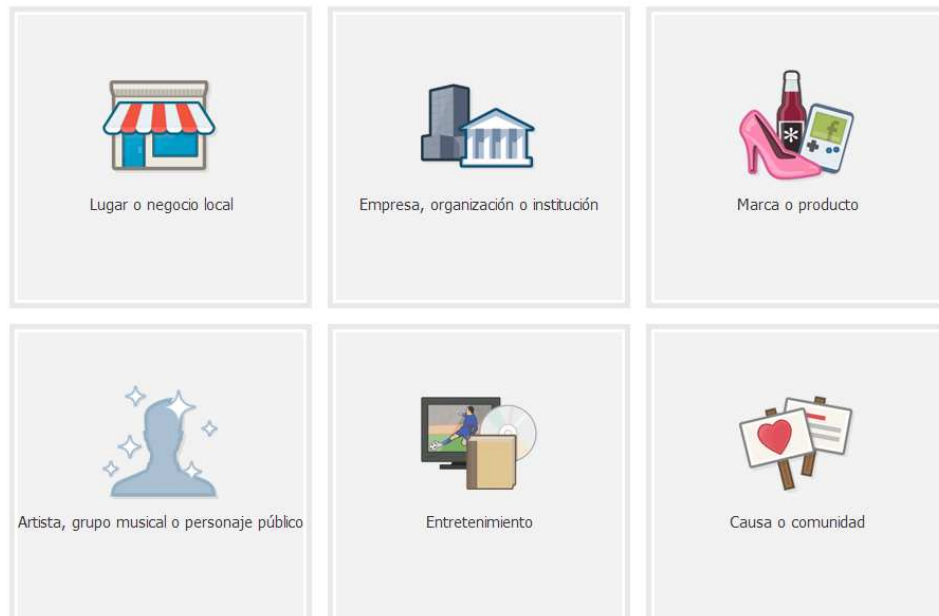 Lugar o negocio local
Empresa, organización o institución
Marca o producto
Artista, grupo musical o personaje público
Entretenimiento
Causa o comunidad